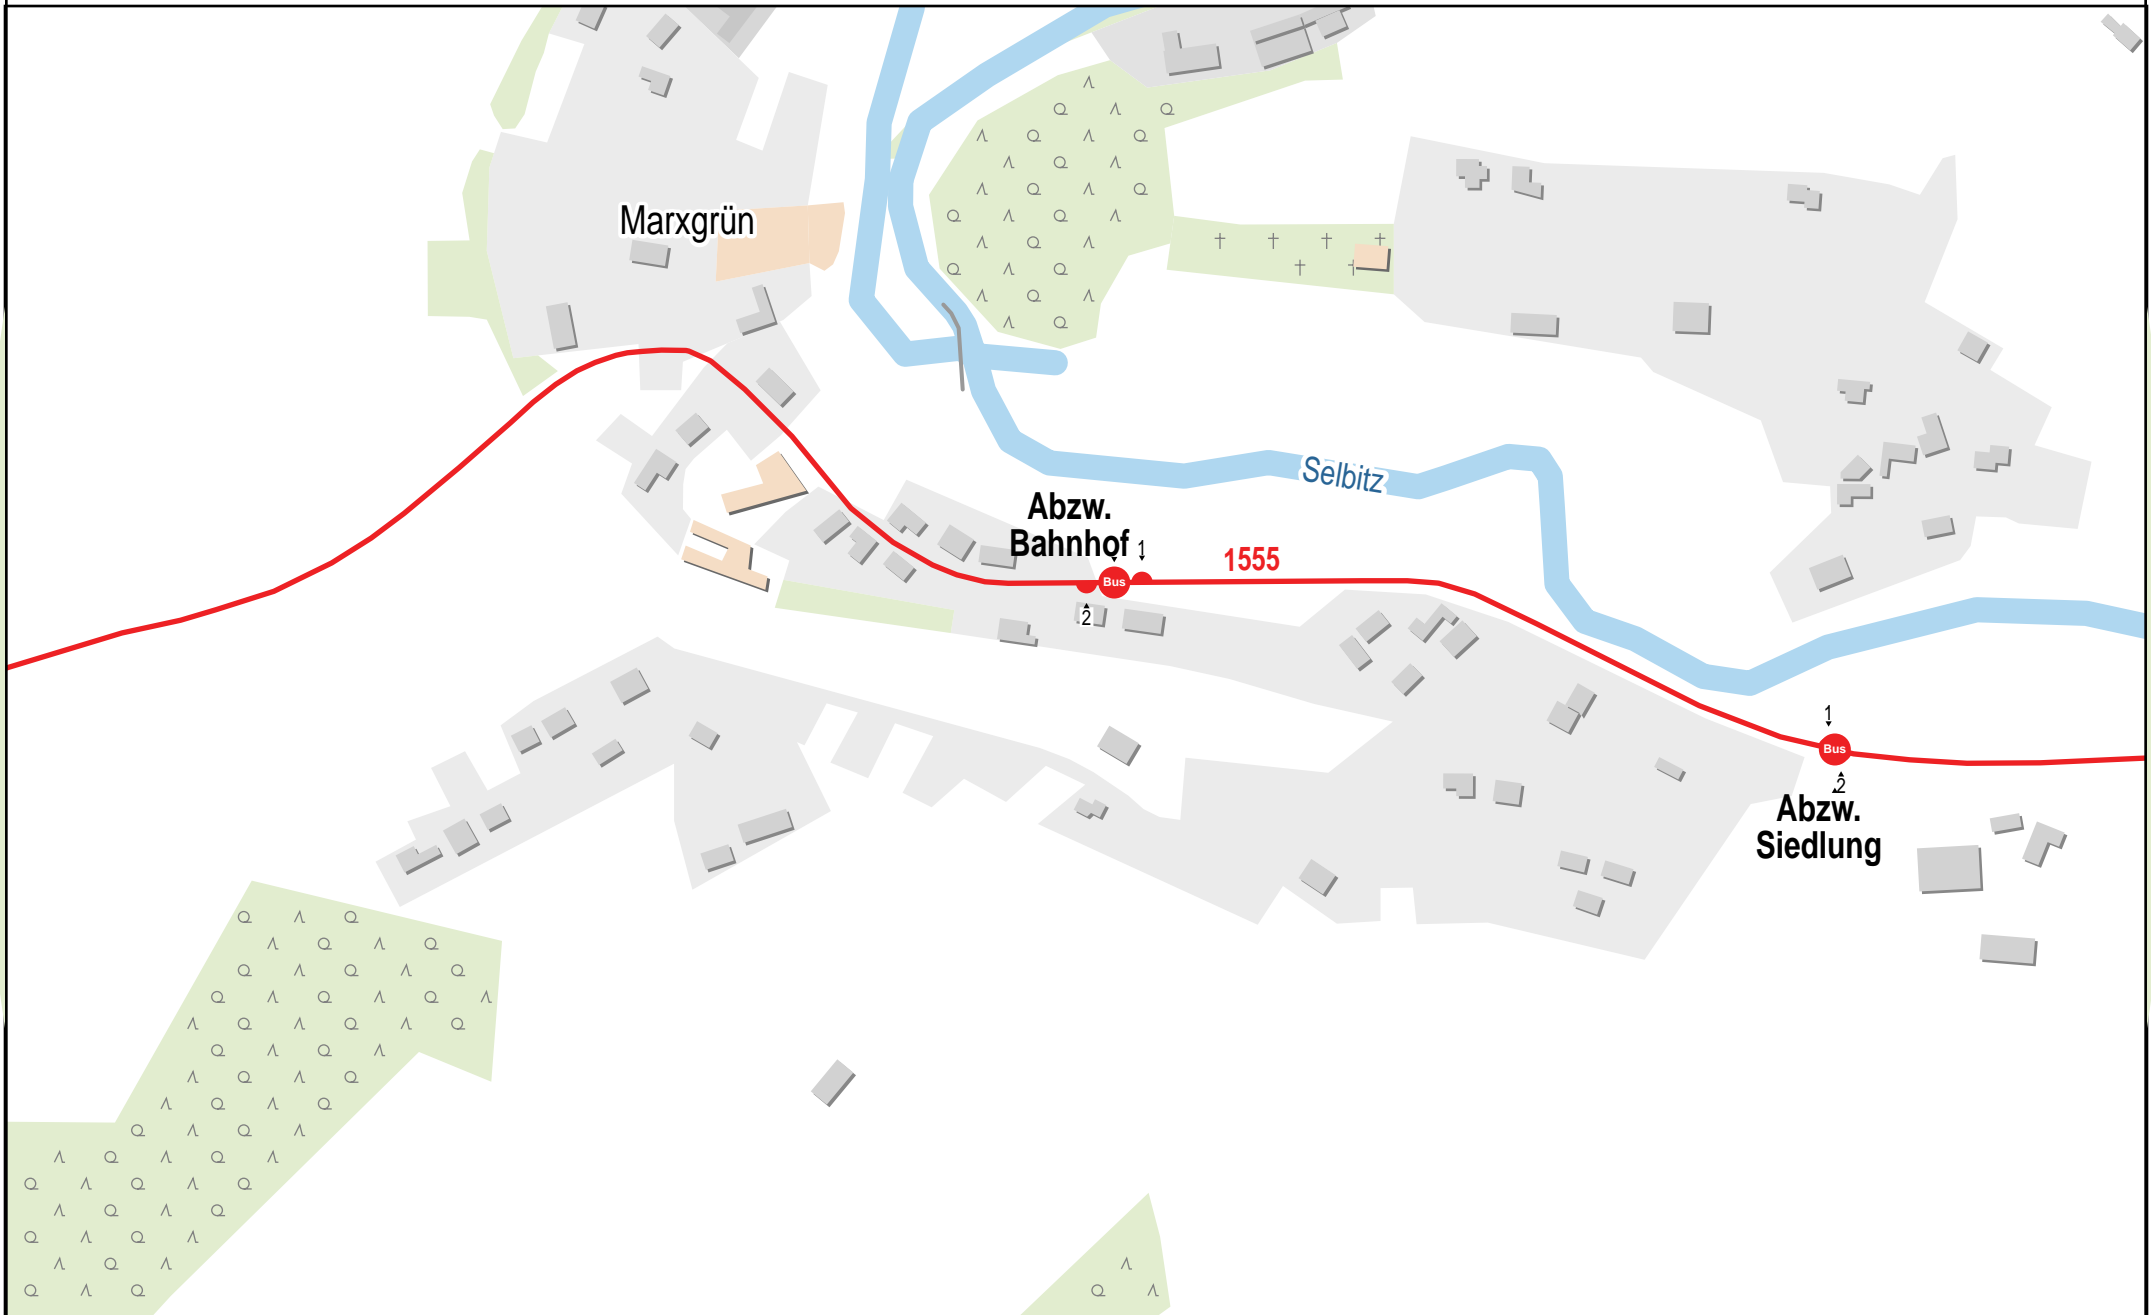 Marxgrün
Selbitz
Abzw.
Bahnhof
1
1555
Bus
2
1
Bus
2
Abzw.
Siedlung